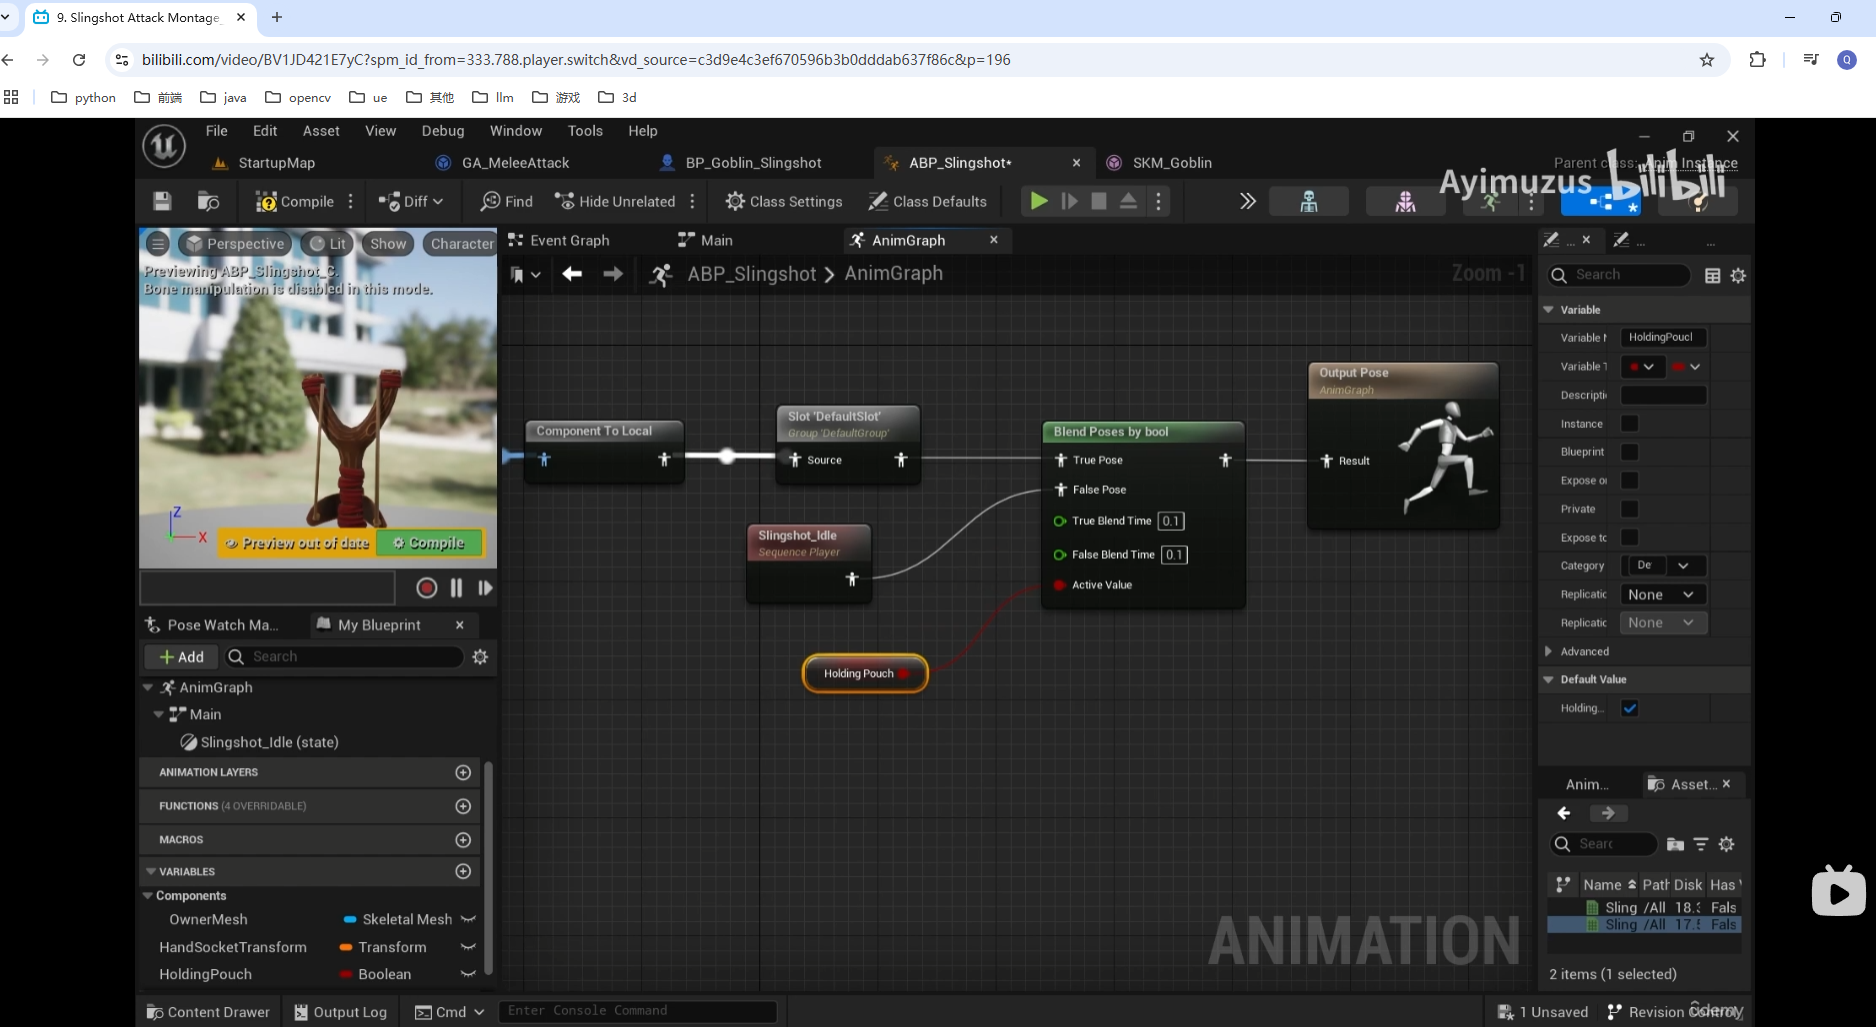 9. Slingshot Attack Montage_
bilibili.com/video/BV1JD421E7yC?spm_id_from=333.788.player.switch&vd_source=c3d9e4c3ef670596b3b0dddab637f86c&p=196
Q
python 前端 java opencv ue 其他 llm 游戏 3d
File Edit Asset View Debug Window Tools Help
StartupMap GA_MeleeAttack BP_Goblin_Slingshot ABP_Slingshot* SKM_Goblin
Parent class: Anim Instance
Ayimuzus bilibili
Compile Diff Find Hide Unrelated Class Settings Class Defaults
Perspective Lit Show Character
Previewing ABP_Slingshot_C.
Bone manipulation is disabled in this mode.
Z
X
Preview out of date Compile
Event Graph Main AnimGraph
ABP_Slingshot > AnimGraph
Zoom -1
Component To Local
Slot 'DefaultSlot'
Group 'DefaultGroup'
Source
Slingshot_Idle
Sequence Player
Blend Poses by bool
True Pose
False Pose
True Blend Time 0.1
False Blend Time 0.1
Active Value
Output Pose
AnimGraph
Result
Holding Pouch
ANIMATION
Pose Watch Ma... My Blueprint
Add Search
AnimGraph
Main
Slingshot_Idle (state)
ANIMATION LAYERS
FUNCTIONS (4 OVERRIDABLE)
MACROS
VARIABLES
Components
OwnerMesh Skeletal Mesh
HandSocketTransform Transform
HoldingPouch Boolean
... ... ...
Search
Variable
Variable N HoldingPoucl
Variable T
Descripti
Instance
Blueprint
Expose o
Private
Expose to
Category De
Replicatic None
Replicatic None
Advanced
Default Value
Holding...
Anim... Asset...
Searc
Name Path Disk Has
Sling /All 18.3 Fals
Sling /All 17.5 Fals
2 items (1 selected)
Content Drawer Output Log Cmd Enter Console Command 1 Unsaved Revision Control
udemy